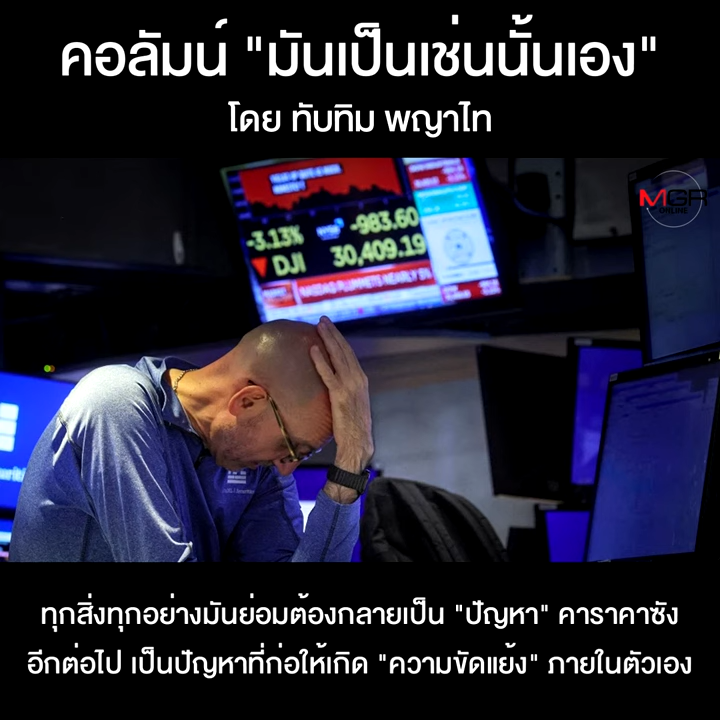 คอลัมน์ "มันเป็นเช่นนั้นเอง"
โดย ทับทิม พญาไท
MGR
ONLINE
-3.13%
-983.60
DJI
30,409.19
NASDAQ PLUMMETS NEARLY 5%
ทุกสิ่งทุกอย่างมันย่อมต้องกลายเป็น "ปัญหา" คาราคาซัง
อีกต่อไป เป็นปัญหาที่ก่อให้เกิด "ความขัดแย้ง" ภายในตัวเอง